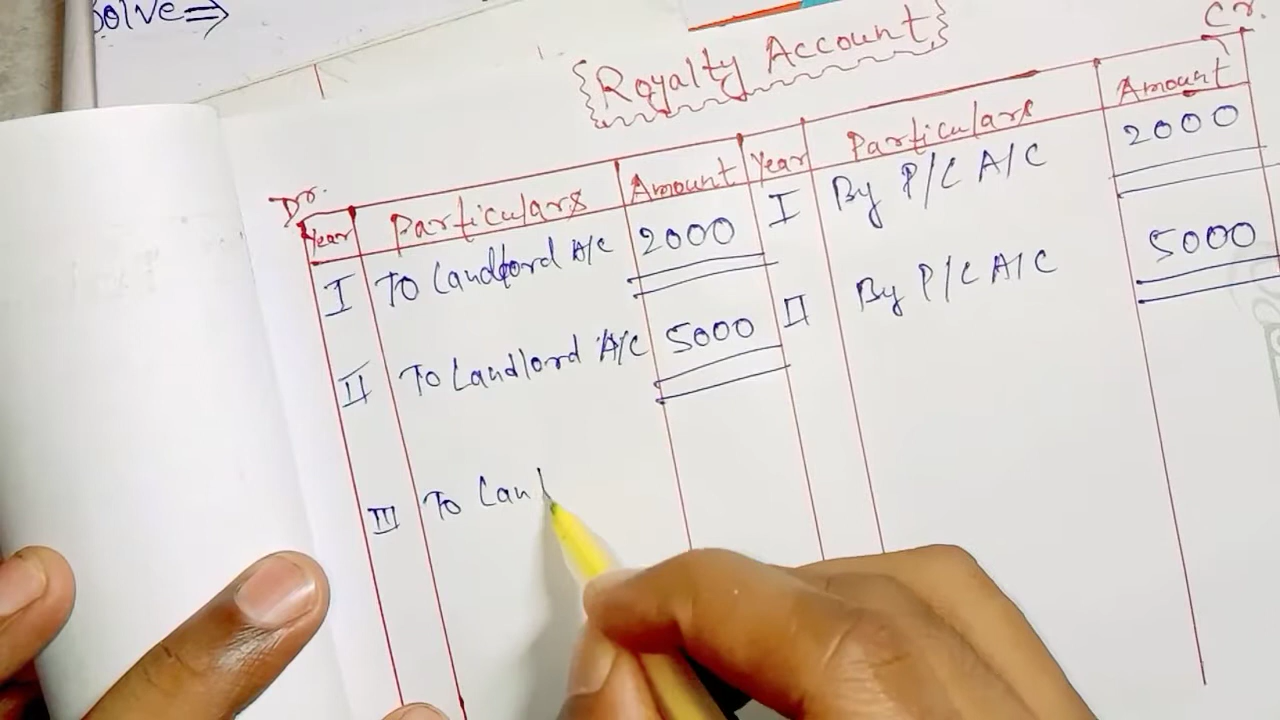 Solve⇒
Royalty Account
Dr. Cr.
Year Particulars Amount Year Particulars Amount
I To Landlord A/C 2000 I By P/C A/C 2000
II To Landlord A/C 5000 II By P/C A/C 5000
III To Lan